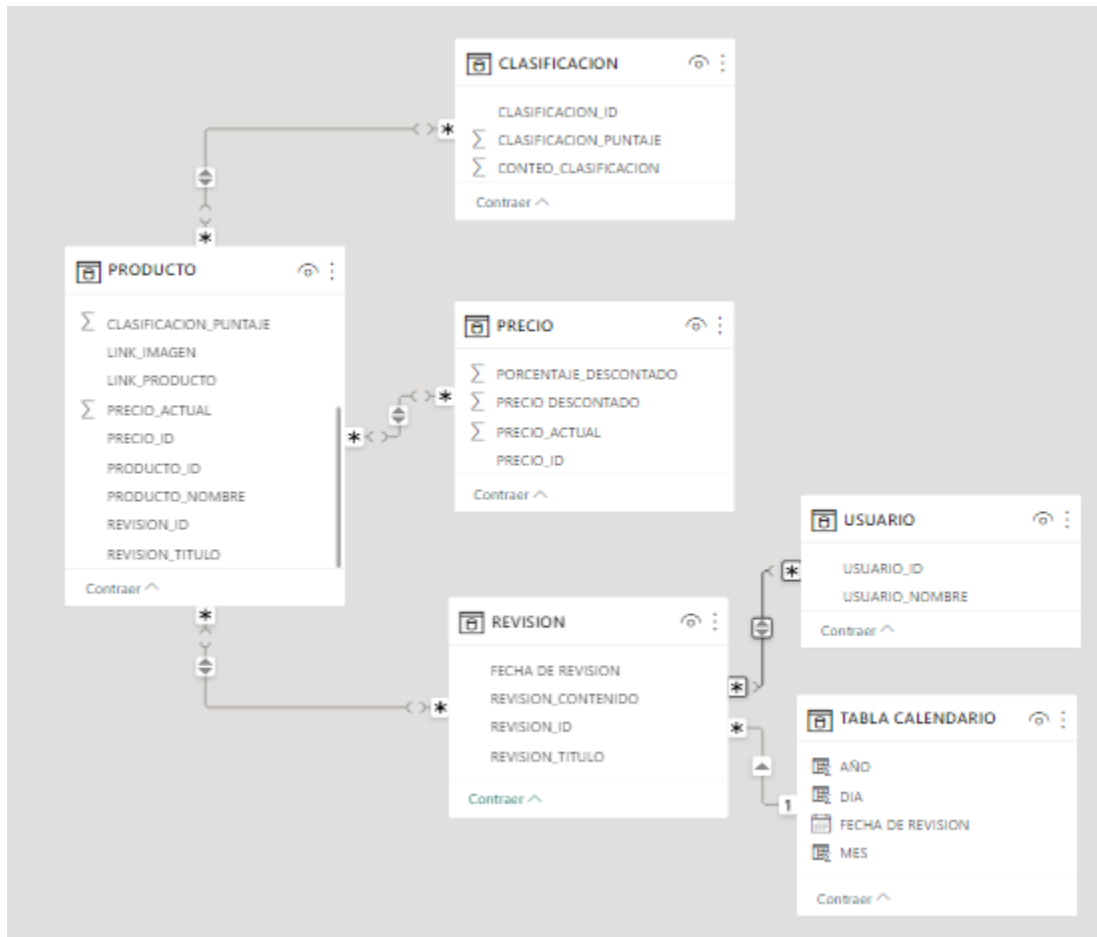 CLASIFICACION
CLASIFICACION_ID
CLASIFICACION_PUNTAJE
CONTEO_CLASIFICACION
Contraer
PRODUCTO
CLASIFICACION_PUNTAJE
LINK_IMAGEN
LINK_PRODUCTO
PRECIO_ACTUAL
PRECIO_ID
PRODUCTO_ID
PRODUCTO_NOMBRE
REVISION_ID
REVISION_TITULO
Contraer
PRECIO
PORCENTAJE_DESCONTADO
PRECIO DESCONTADO
PRECIO_ACTUAL
PRECIO_ID
Contraer
USUARIO
USUARIO_ID
USUARIO_NOMBRE
Contraer
REVISION
FECHA DE REVISION
REVISION_CONTENIDO
REVISION_ID
REVISION_TITULO
Contraer
1
TABLA CALENDARIO
AÑO
DIA
FECHA DE REVISION
MES
Contraer